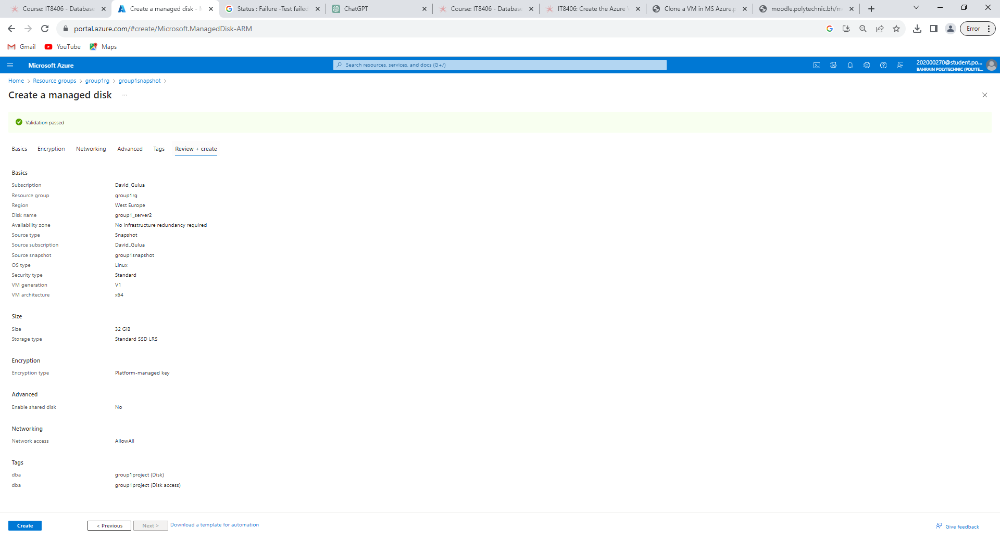 Course: IT8406 - Database
Create a managed disk - M
Status : Failure -Test failed
ChatGPT
Course: IT8406 - Database
IT8406: Create the Azure V
Clone a VM in MS Azure.p
moodle.polytechnic.bh/m
portal.azure.com/#create/Microsoft.ManagedDisk-ARM
Error
Gmail
YouTube
Maps
Microsoft Azure
Search resources, services, and docs (G+/)
202000270@student.po...
BAHRAIN POLYTECHNIC (POLYTE...
Home > Resource groups > group1rg > group1snapshot >
Create a managed disk ...
Validation passed
Basics Encryption Networking Advanced Tags Review + create
Basics
Subscription David_Gulua
Resource group group1rg
Region West Europe
Disk name group1_server2
Availability zone No infrastructure redundancy required
Source type Snapshot
Source subscription David_Gulua
Source snapshot group1snapshot
OS type Linux
Security type Standard
VM generation V1
VM architecture x64
Size
Size 32 GiB
Storage type Standard SSD LRS
Encryption
Encryption type Platform-managed key
Advanced
Enable shared disk No
Networking
Network access AllowAll
Tags
dba group1project (Disk)
dba group1project (Disk access)
Create
< Previous
Next >
Download a template for automation
Give feedback